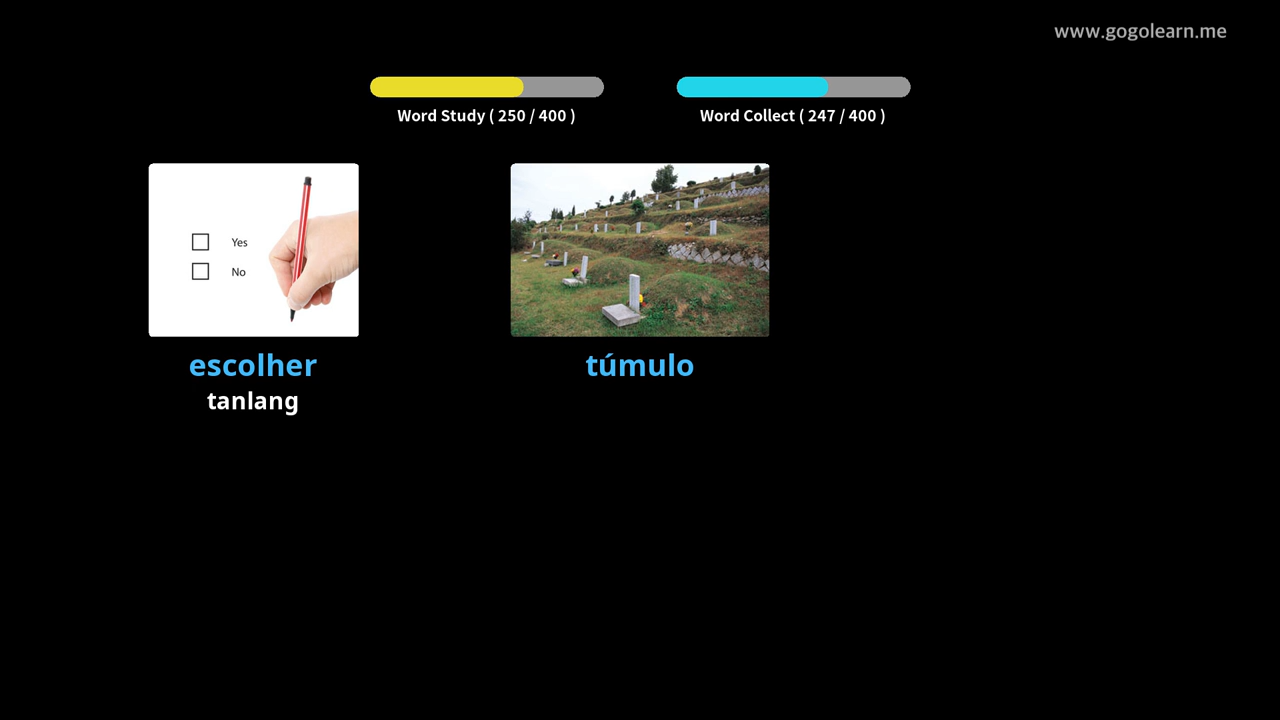 www.gogolearn.me
Word Study ( 250 / 400 )
Word Collect ( 247 / 400 )
Yes
No
escolher
tanlang
túmulo